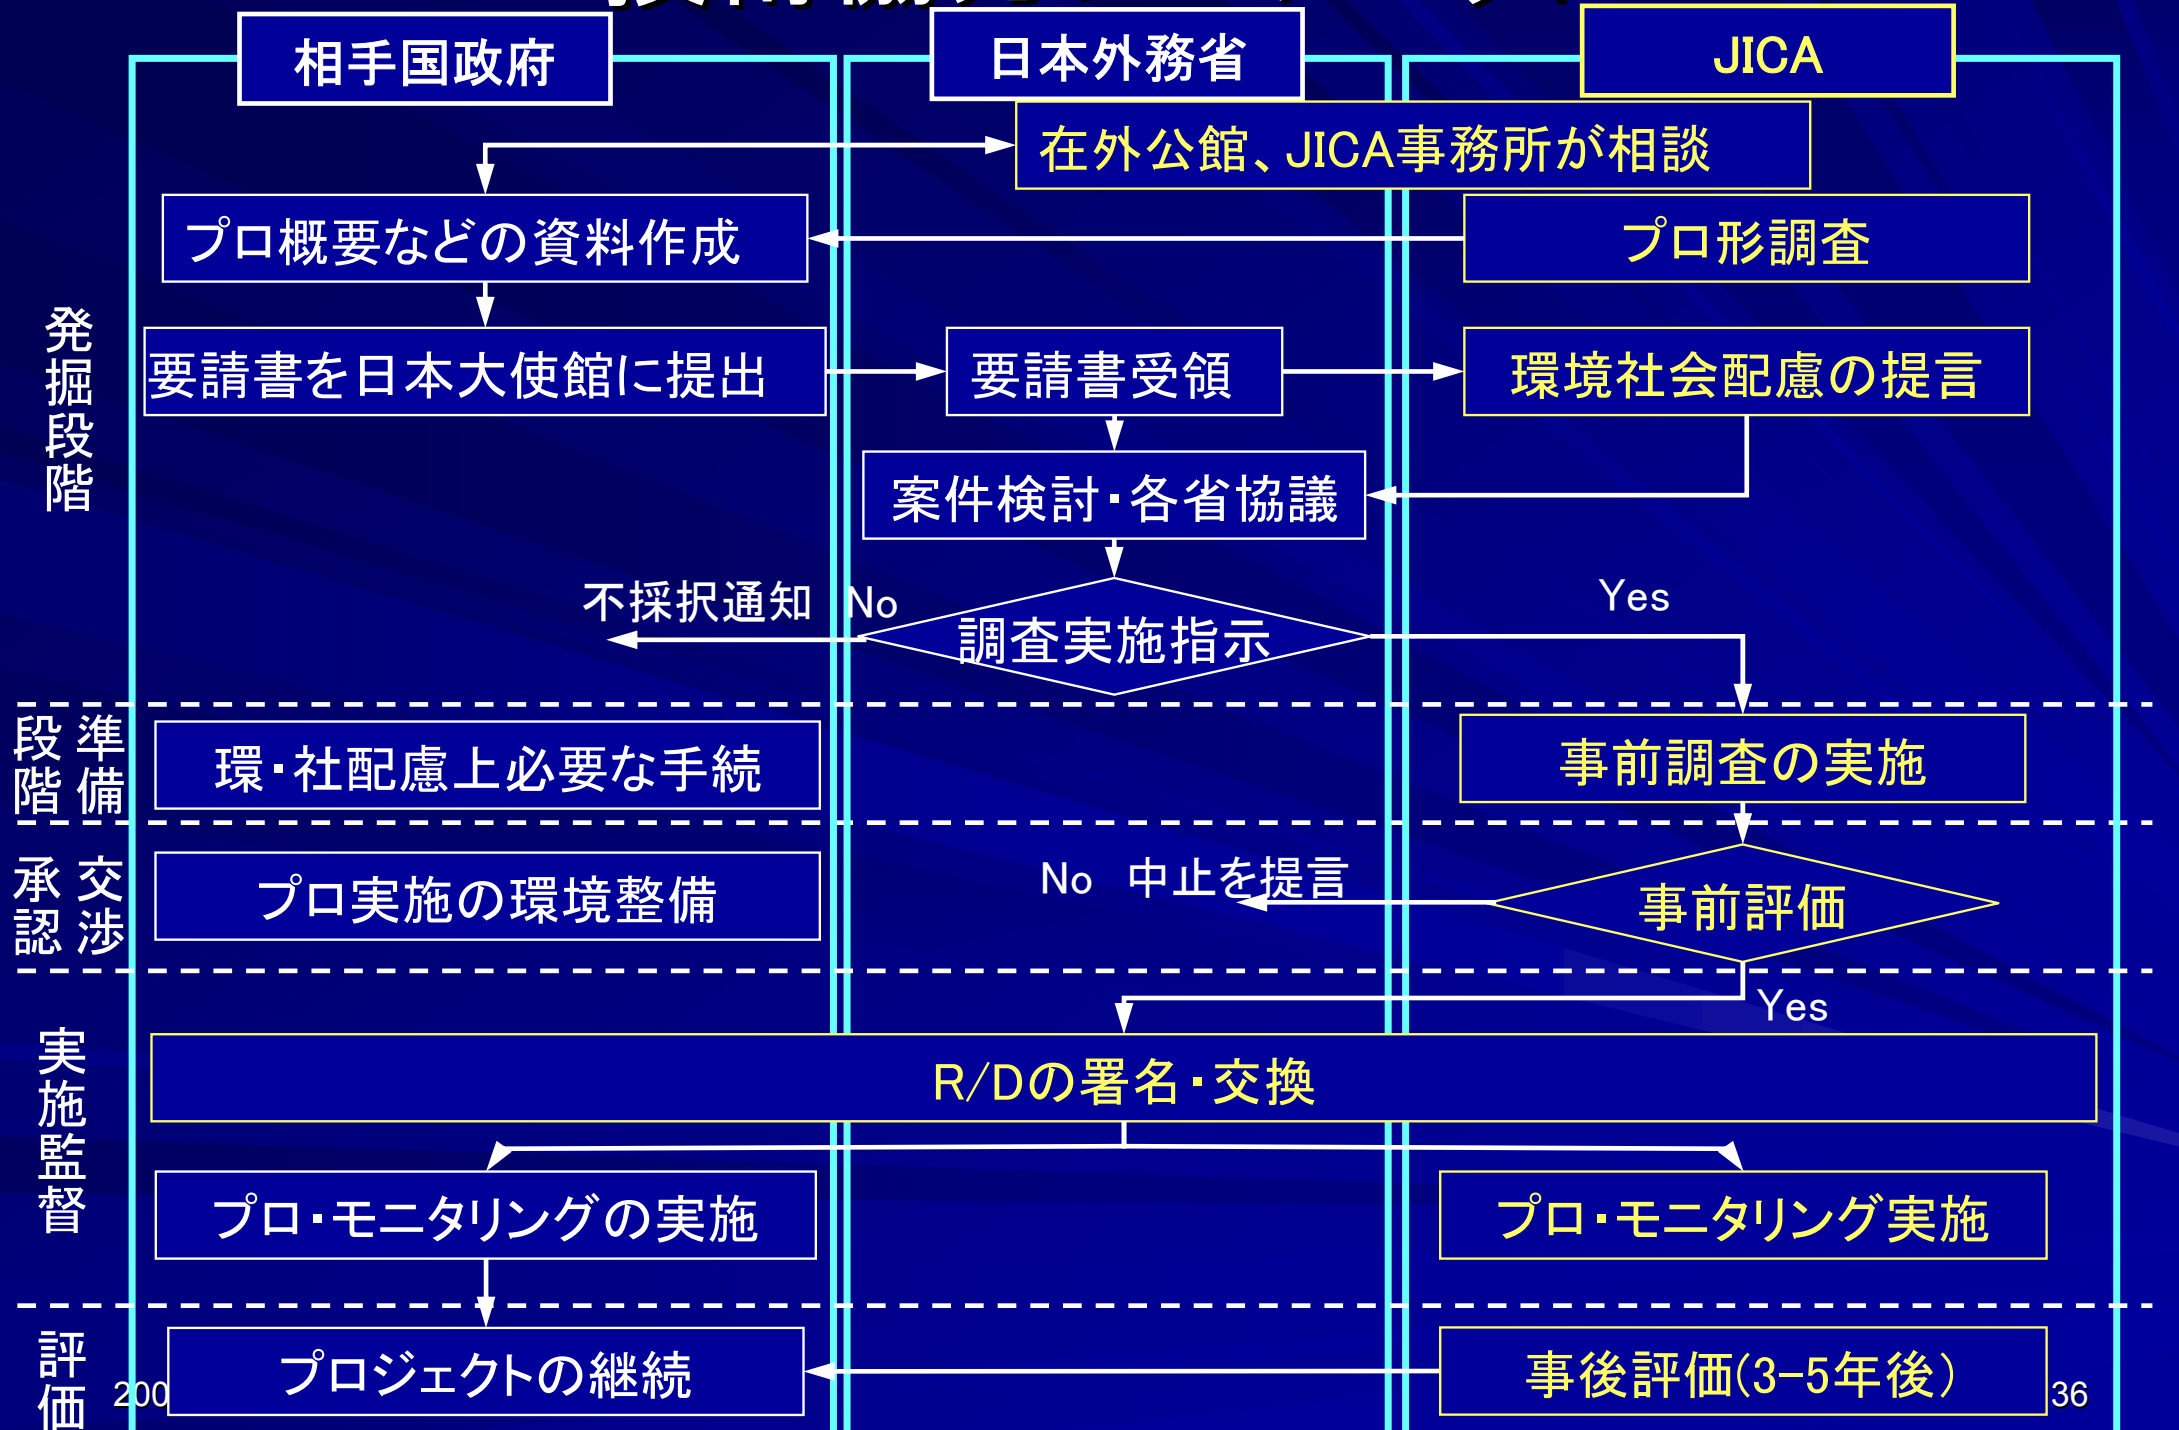 相手国政府
日本外務省
JICA
在外公館、JICA事務所が相談
プロ概要などの資料作成
プロ形調査
発掘段階
要請書を日本大使館に提出
要請書受領
環境社会配慮の提言
案件検討・各省協議
不採択通知 No
調査実施指示
Yes
準備段階
環・社配慮上必要な手続
事前調査の実施
交渉承認
プロ実施の環境整備
No 中止を提言
事前評価
Yes
実施監督
R/Dの署名・交換
プロ・モニタリングの実施
プロ・モニタリング実施
評価
プロジェクトの継続
事後評価(3-5年後)
200
36